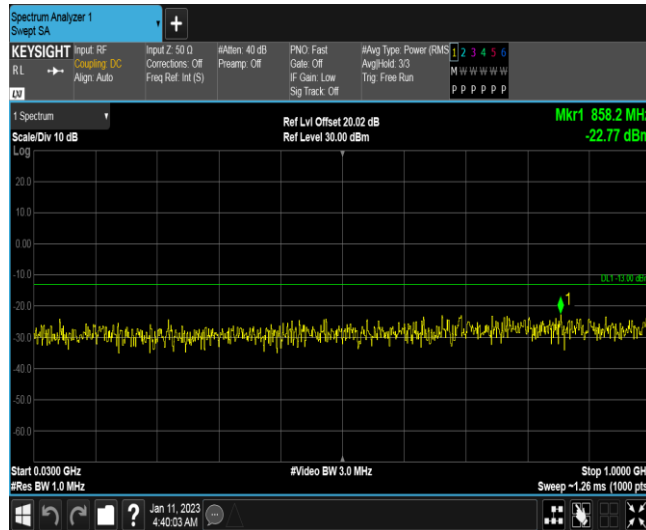 Spectrum Analyzer 1
Swept SA
+
KEYSIGHT
RL
LXI
Input: RF
Coupling: DC
Align: Auto
Input Z: 50 Ω
Corrections: Off
Freq Ref: Int (S)
#Atten: 40 dB
Preamp: Off
PNO: Fast
Gate: Off
IF Gain: Low
Sig Track: Off
#Avg Type: Power (RMS
Avg|Hold: 3/3
Trig: Free Run
1 2 3 4 5 6
M W W W W W
P P P P P P
1 Spectrum
Scale/Div 10 dB
Log
Ref Lvl Offset 20.02 dB
Ref Level 30.00 dBm
Mkr1 858.2 MHz
-22.77 dBm
20.0
10.0
0.00
-10.0
-20.0
-30.0
-40.0
-50.0
-60.0
DL1 -13.00 dBm
1
Start 0.0300 GHz
#Res BW 1.0 MHz
#Video BW 3.0 MHz
Stop 1.0000 GH
Sweep ~1.26 ms (1000 pts
?
Jan 11, 2023
4:40:03 AM